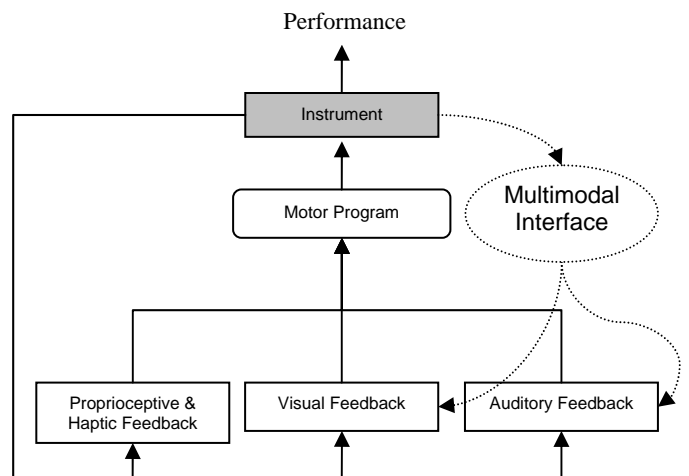 Performance
Instrument
Motor Program
Multimodal
Interface
Proprioceptive &
Haptic Feedback
Visual Feedback
Auditory Feedback